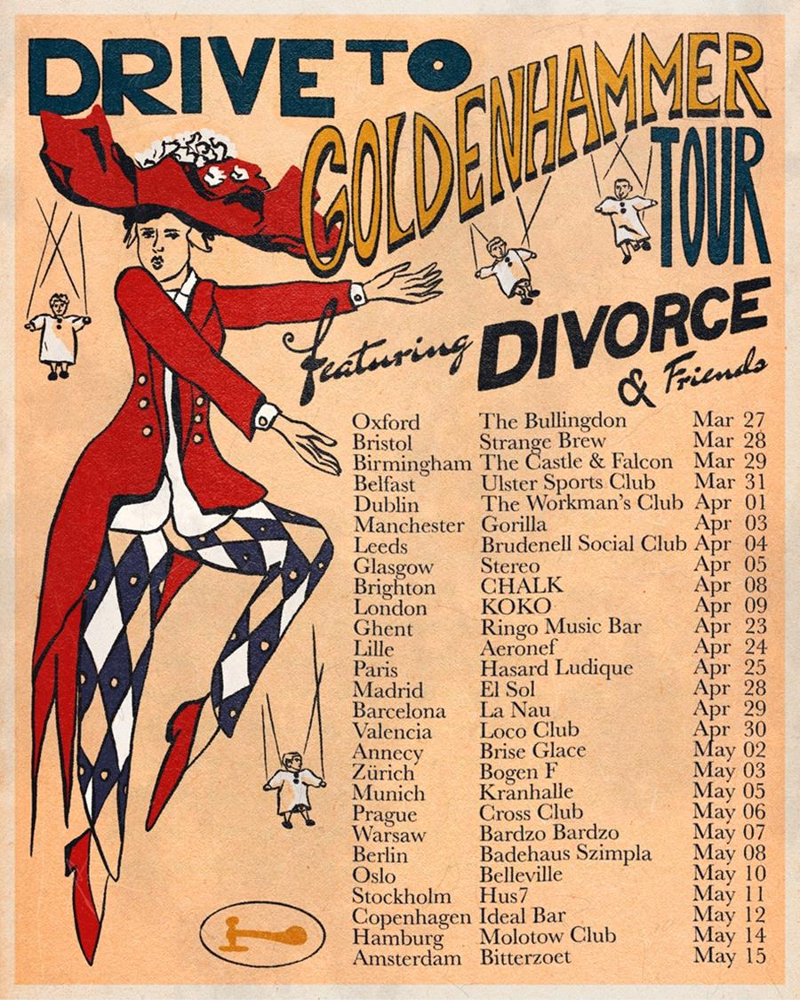 DRIVE TO
GOLDENHAMMER
TOUR
featuring DIVORCE
& Friends
Oxford The Bullingdon Mar 27
Bristol Strange Brew Mar 28
Birmingham The Castle & Falcon Mar 29
Belfast Ulster Sports Club Mar 31
Dublin The Workman's Club Apr 01
Manchester Gorilla Apr 03
Leeds Brudenell Social Club Apr 04
Glasgow Stereo Apr 05
Brighton CHALK Apr 08
London KOKO Apr 09
Ghent Ringo Music Bar Apr 23
Lille Aeronef Apr 24
Paris Hasard Ludique Apr 25
Madrid El Sol Apr 28
Barcelona La Nau Apr 29
Valencia Loco Club Apr 30
Annecy Brise Glace May 02
Zürich Bogen F May 03
Munich Kranhalle May 05
Prague Cross Club May 06
Warsaw Bardzo Bardzo May 07
Berlin Badehaus Szimpla May 08
Oslo Belleville May 10
Stockholm Hus7 May 11
Copenhagen Ideal Bar May 12
Hamburg Molotow Club May 14
Amsterdam Bitterzoet May 15